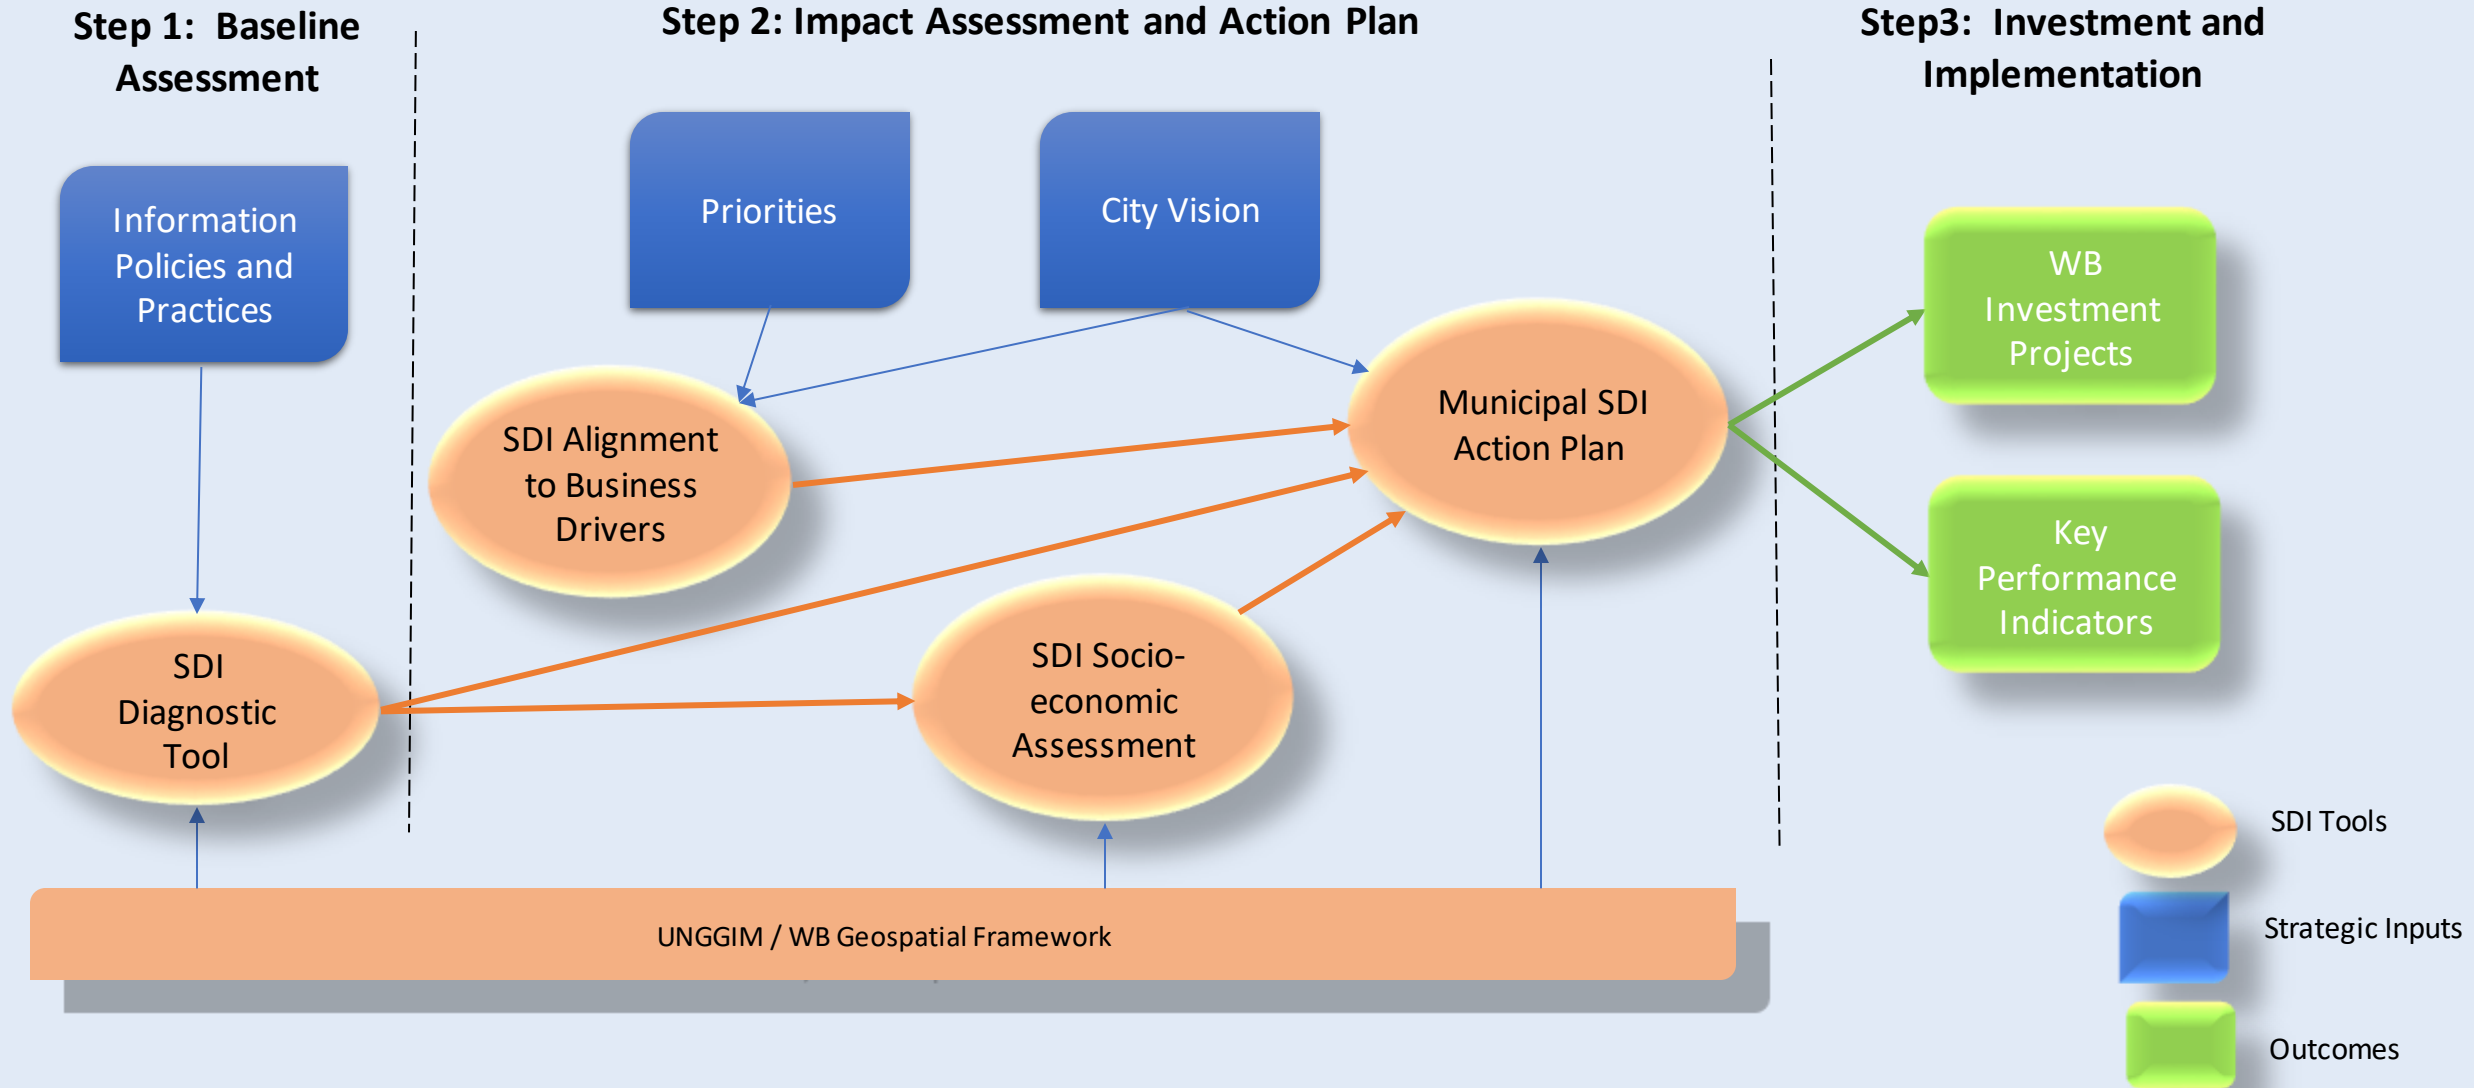 Step 1:  Baseline
Assessment
Step 2: Impact Assessment and Action Plan
Step3:  Investment and
Implementation
Information
Policies and
Practices
Priorities
City Vision
WB
Investment
Projects
SDI Alignment
to Business
Drivers
Municipal SDI
Action Plan
Key
Performance
Indicators
SDI
Diagnostic
Tool
SDI Socio-
economic
Assessment
SDI Tools
UNGGIM / WB Geospatial Framework
Strategic Inputs
Outcomes